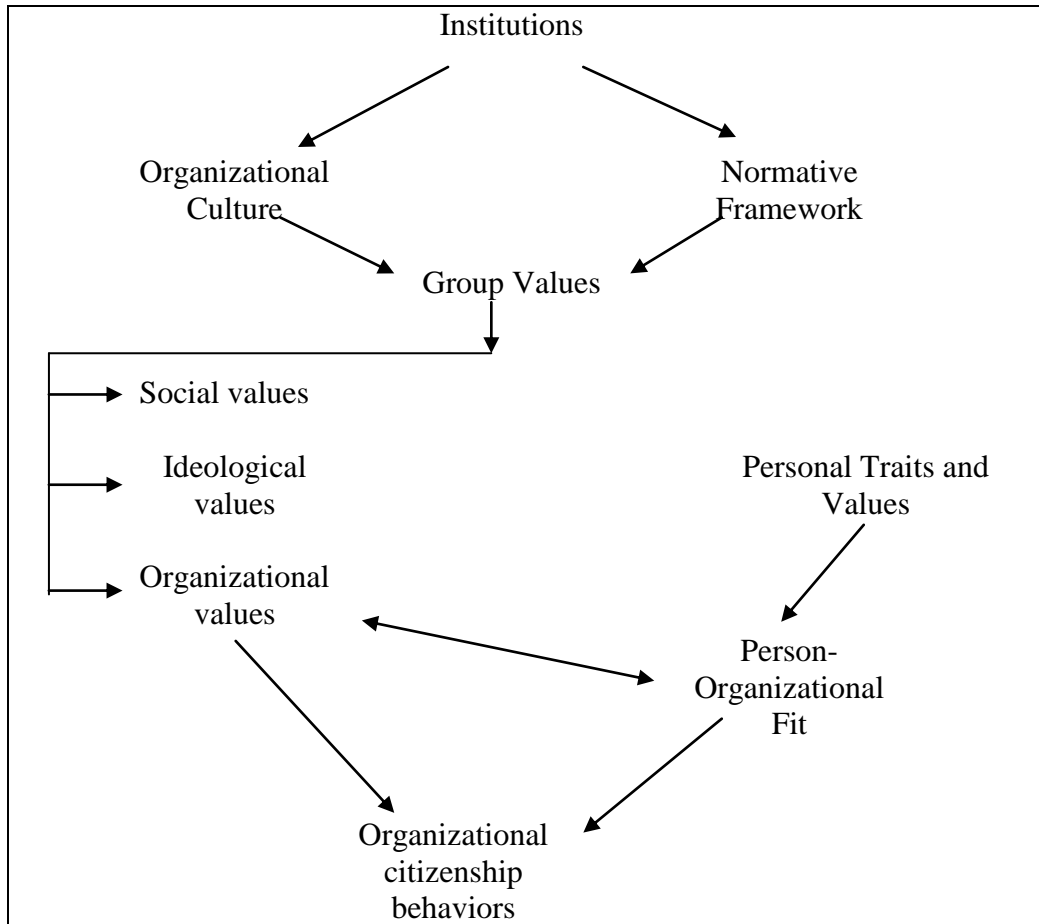 Institutions
Organizational
Culture
Normative
Framework
Group Values
Social values
Ideological
values
Personal Traits and
Values
Organizational
values
Person-
Organizational
Fit
Organizational
citizenship
behaviors